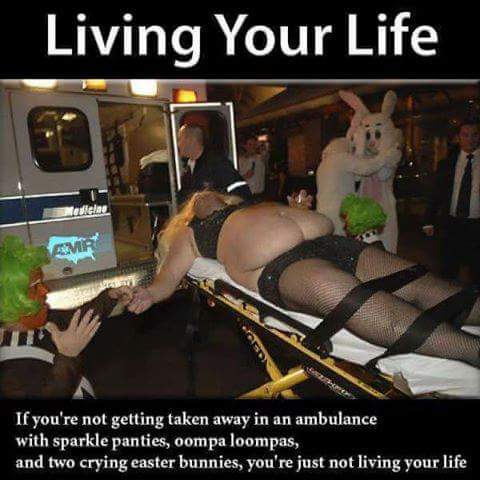 Living Your Life
Medicine
AMR
If you're not getting taken away in an ambulance
with sparkle panties, oompa loompas,
and two crying easter bunnies, you're just not living your life